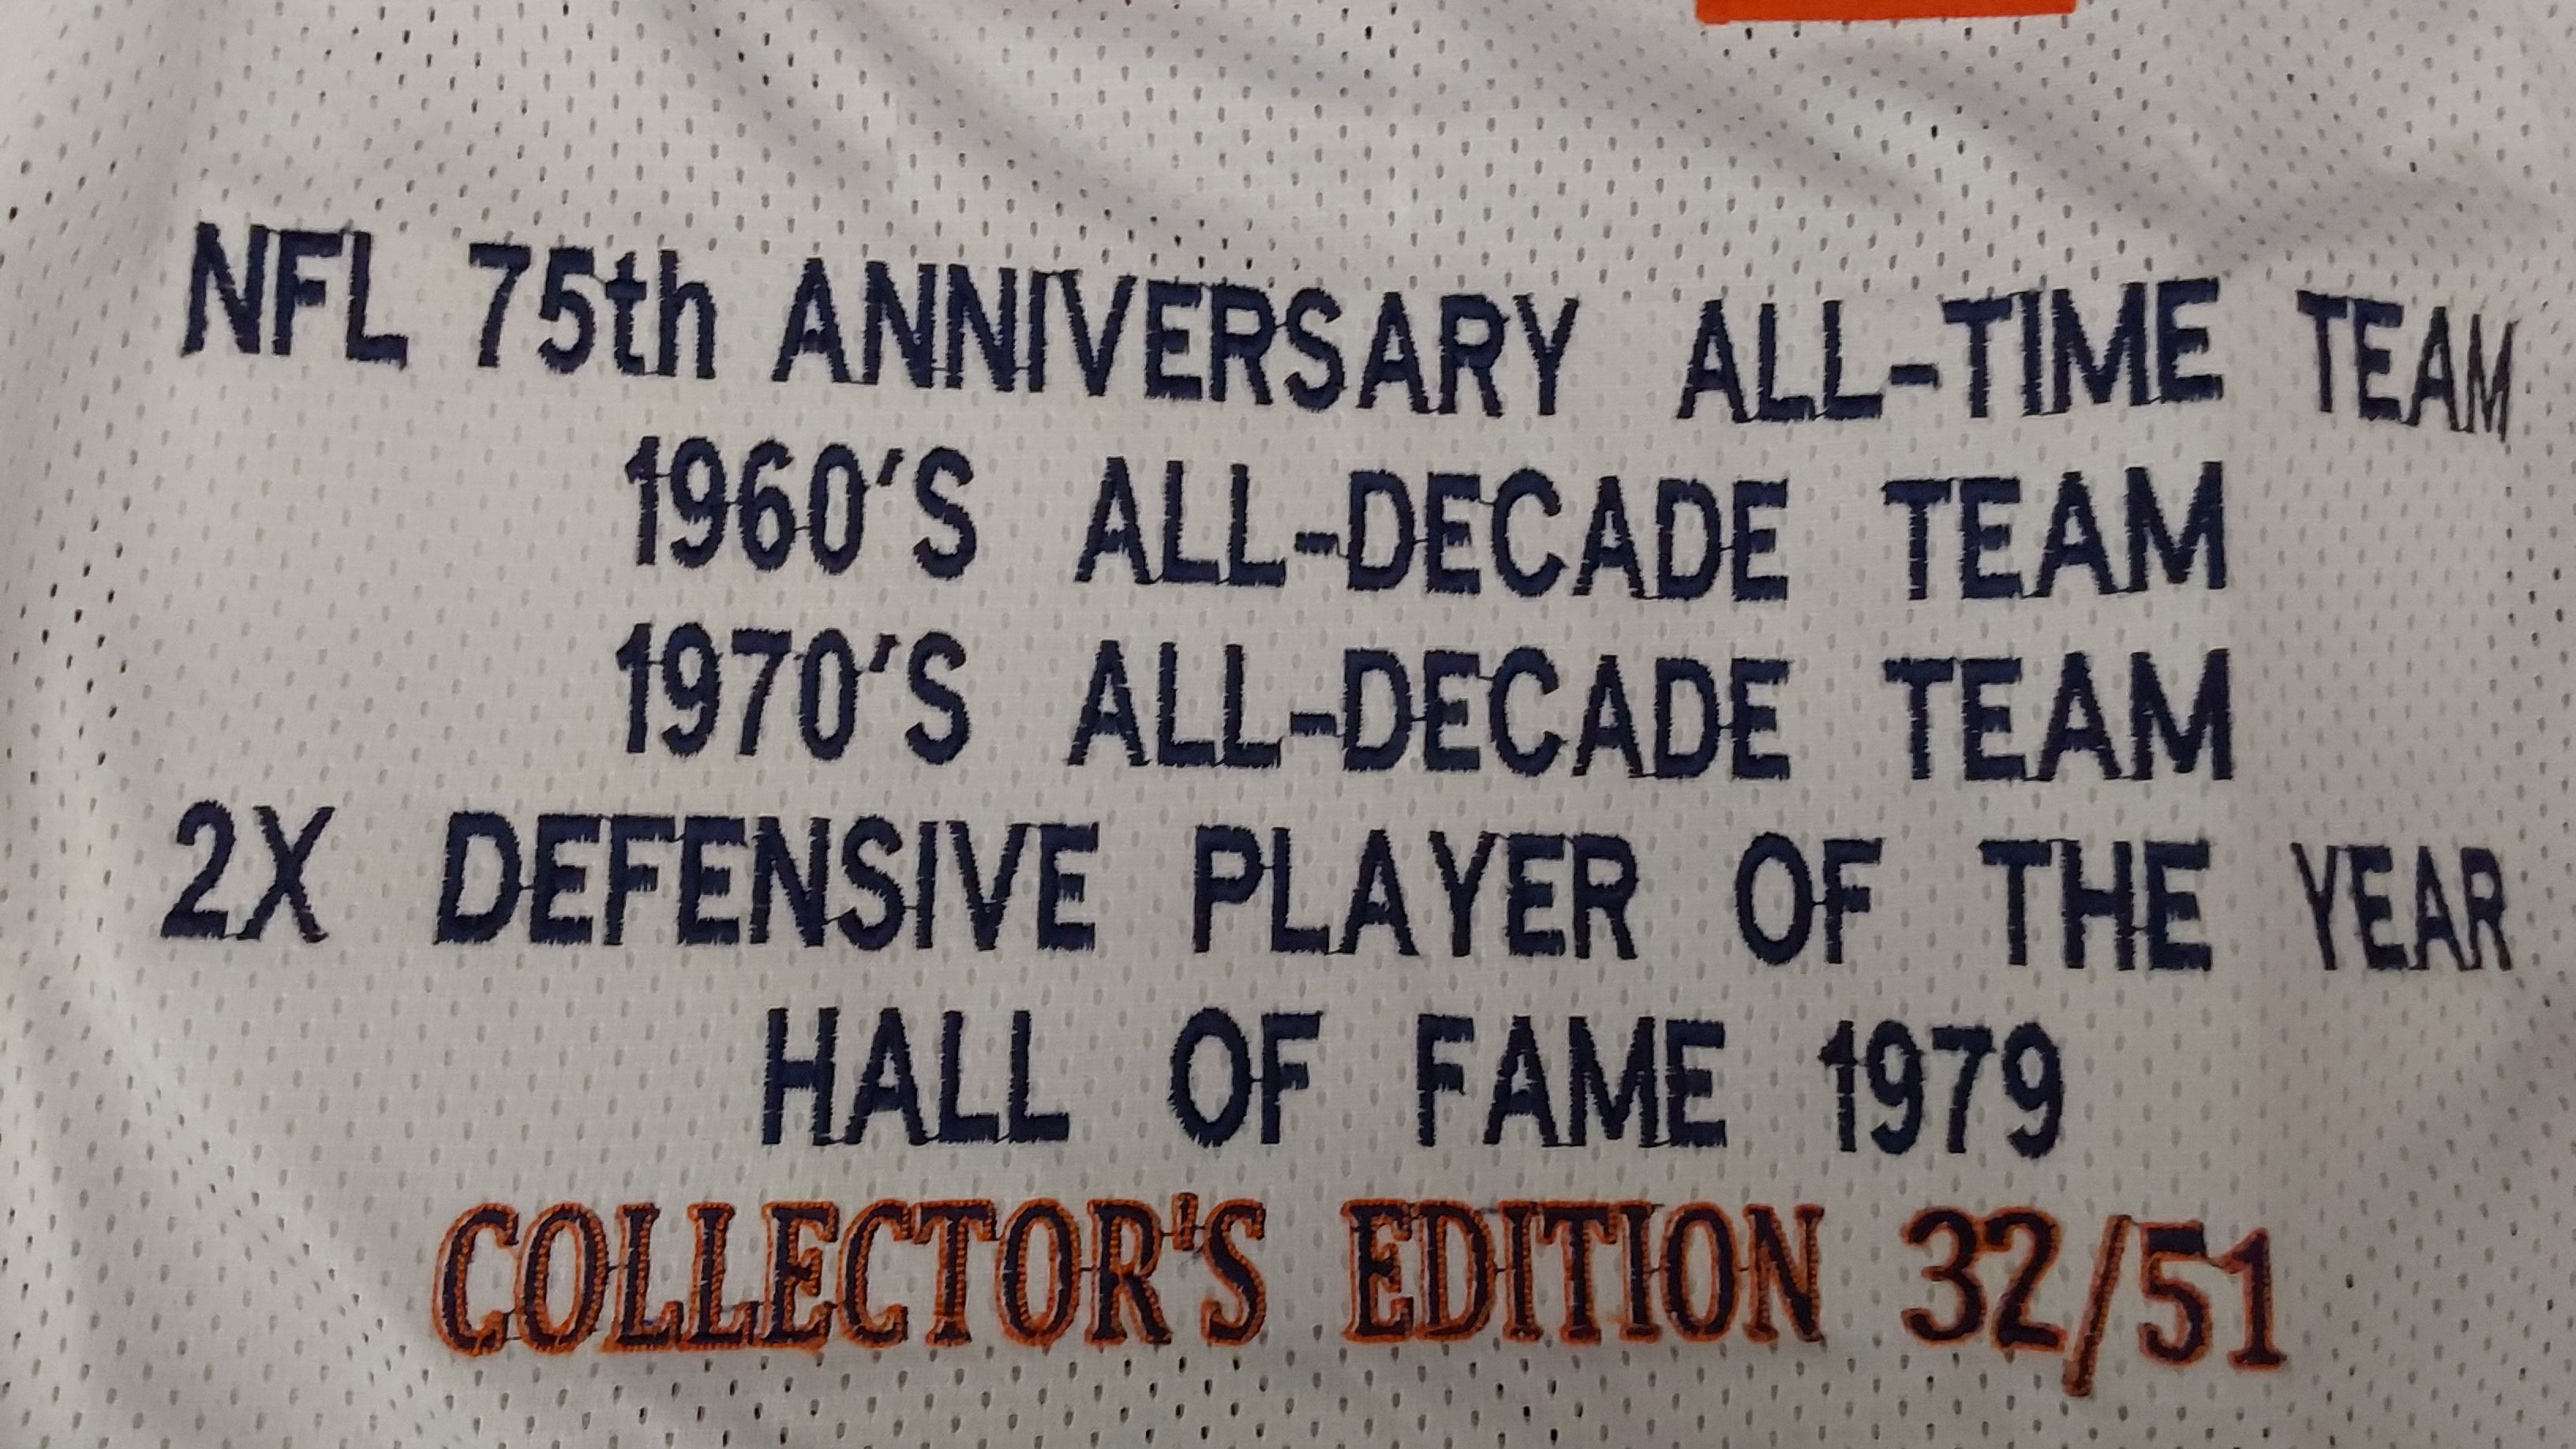 NFL 75th ANNIVERSARY ALL-TIME TEAM
1960'S ALL-DECADE TEAM
1970'S ALL-DECADE TEAM
2X DEFENSIVE PLAYER OF THE YEAR
HALL OF FAME 1979
COLLECTOR'S EDITION 32/51